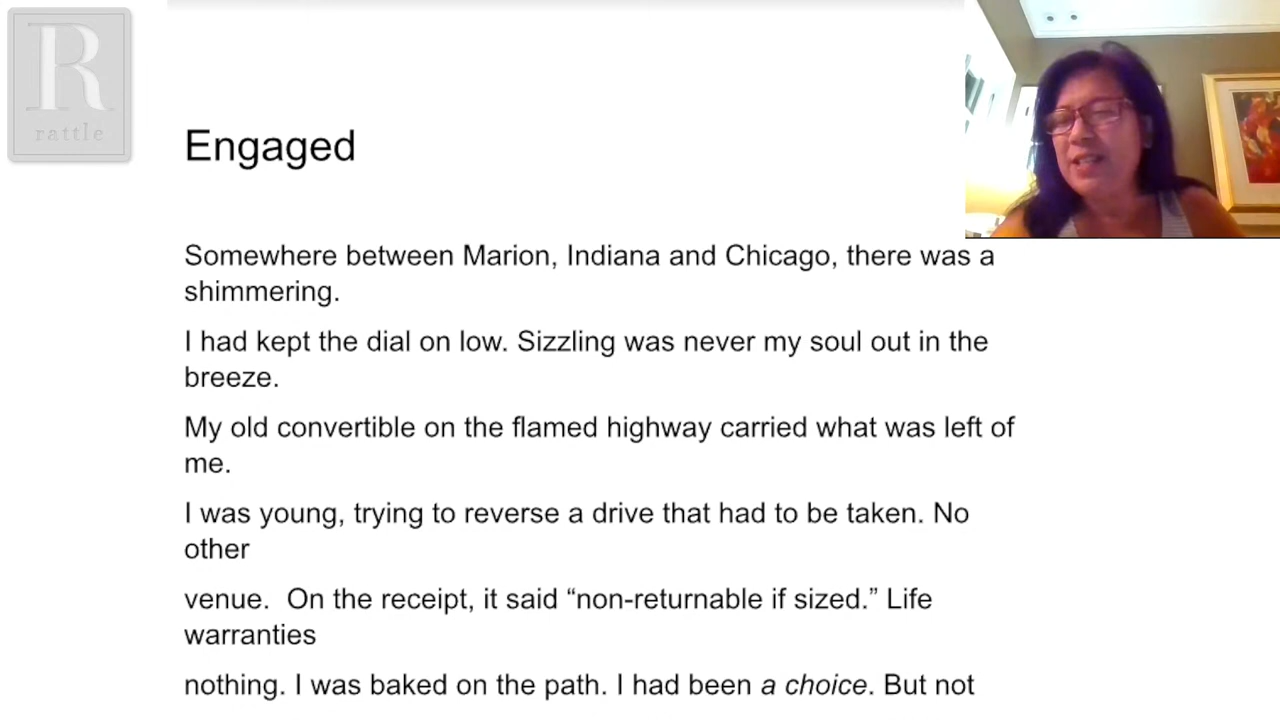 R
rattle
Engaged
Somewhere between Marion, Indiana and Chicago, there was a
shimmering.
I had kept the dial on low. Sizzling was never my soul out in the
breeze.
My old convertible on the flamed highway carried what was left of
me.
I was young, trying to reverse a drive that had to be taken. No
other
venue.  On the receipt, it said “non-returnable if sized.” Life
warranties
nothing. I was baked on the path. I had been a choice. But not